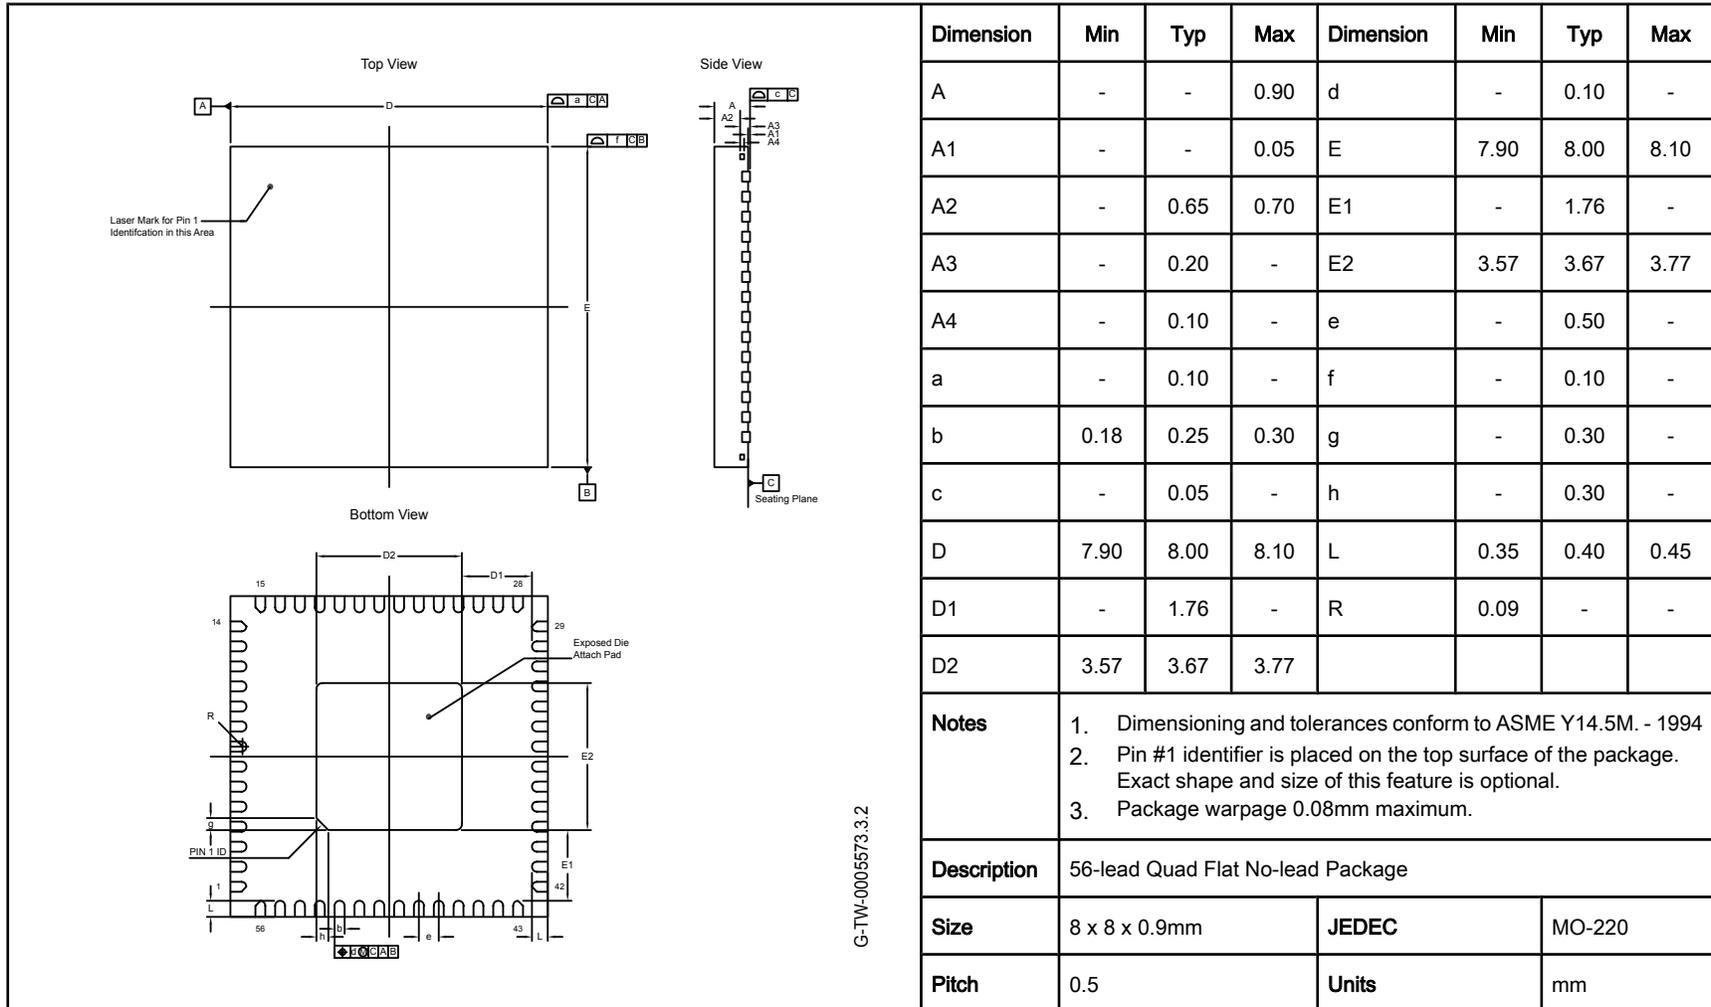 Top View
Side View
A
D
a C A
f C B
c C
A
A2
A3
A1
A4
Laser Mark for Pin 1
Identifcation in this Area
E
B
C
Seating Plane
Bottom View
D2
D1
15
28
14
29
Exposed Die
Attach Pad
R
E2
g
PIN 1 ID
E1
1
42
L
56
43
h
b
e
L
d M C A B
G-TW-0005573.3.2
Dimension Min Typ Max Dimension Min Typ Max
A - - 0.90 d - 0.10 -
A1 - - 0.05 E 7.90 8.00 8.10
A2 - 0.65 0.70 E1 - 1.76 -
A3 - 0.20 - E2 3.57 3.67 3.77
A4 - 0.10 - e - 0.50 -
a - 0.10 - f - 0.10 -
b 0.18 0.25 0.30 g - 0.30 -
c - 0.05 - h - 0.30 -
D 7.90 8.00 8.10 L 0.35 0.40 0.45
D1 - 1.76 - R 0.09 - -
D2 3.57 3.67 3.77
Notes 1. Dimensioning and tolerances conform to ASME Y14.5M. - 1994
2. Pin #1 identifier is placed on the top surface of the package.
Exact shape and size of this feature is optional.
3. Package warpage 0.08mm maximum.
Description 56-lead Quad Flat No-lead Package
Size 8 x 8 x 0.9mm JEDEC MO-220
Pitch 0.5 Units mm